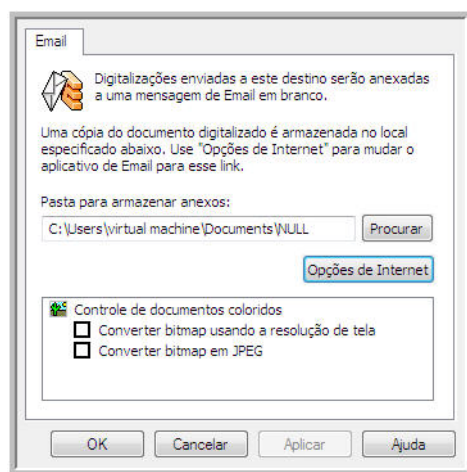 Email
Digitalizações enviadas a este destino serão anexadas
a uma mensagem de Email em branco.
Uma cópia do documento digitalizado é armazenada no local
especificado abaixo. Use "Opções de Internet" para mudar o
aplicativo de Email para esse link.
Pasta para armazenar anexos:
C:\Users\virtual machine\Documents\NULL Procurar
Opções de Internet
Controle de documentos coloridos
Converter bitmap usando a resolução de tela
Converter bitmap em JPEG
OK Cancelar Aplicar Ajuda